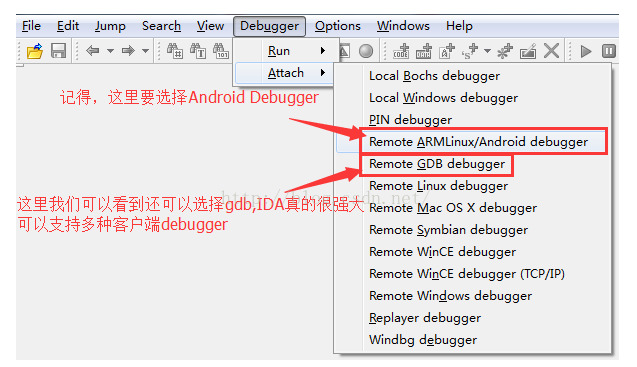 File Edit Jump Search View Debugger Options Windows Help
Run
Attach
Local Bochs debugger
Local Windows debugger
PIN debugger
Remote ARMLinux/Android debugger
Remote GDB debugger
Remote Linux debugger
Remote Mac OS X debugger
Remote Symbian debugger
Remote WinCE debugger
Remote WinCE debugger (TCP/IP)
Remote Windows debugger
Replayer debugger
Windbg debugger
记得，这里要选择Android Debugger
这里我们可以看到还可以选择gdb,IDA真的很强大
可以支持多种客户端debugger